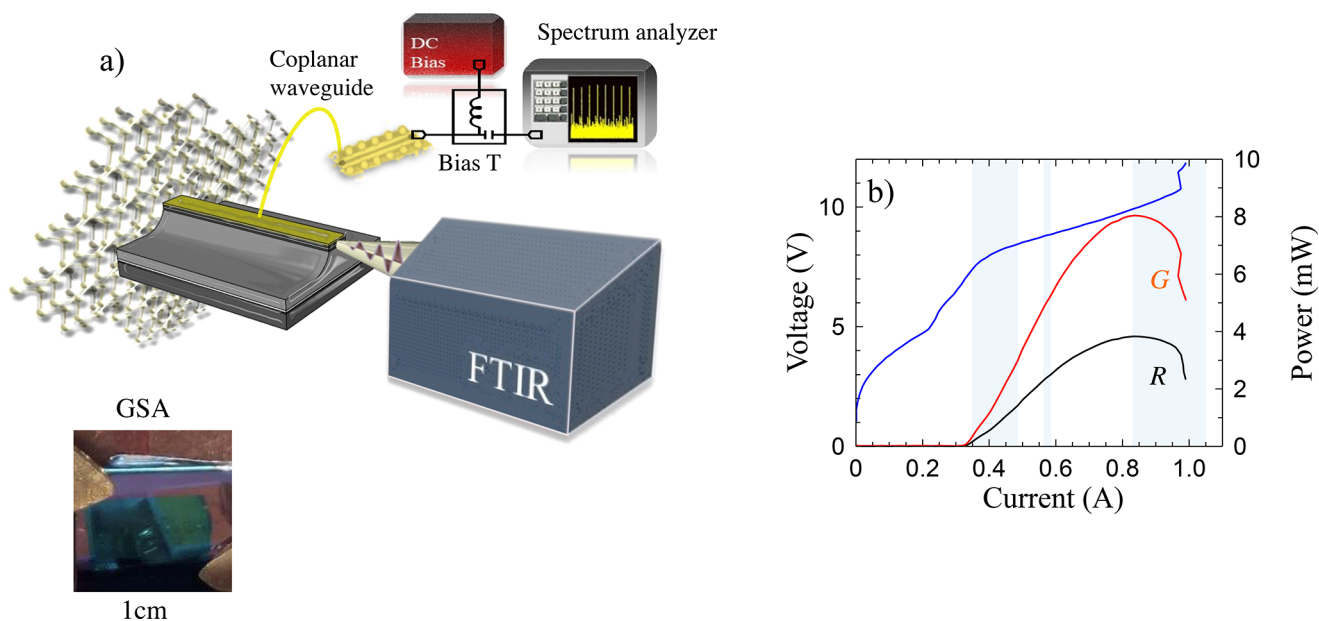 a)
Coplanar
waveguide
DC
Bias
Spectrum analyzer
Bias T
FTIR
GSA
1cm
b)
Voltage (V)
10
5
0
G
R
10
8
6
4
2
0
Power (mW)
0 0.2 0.4 0.6 0.8 1.0
Current (A)